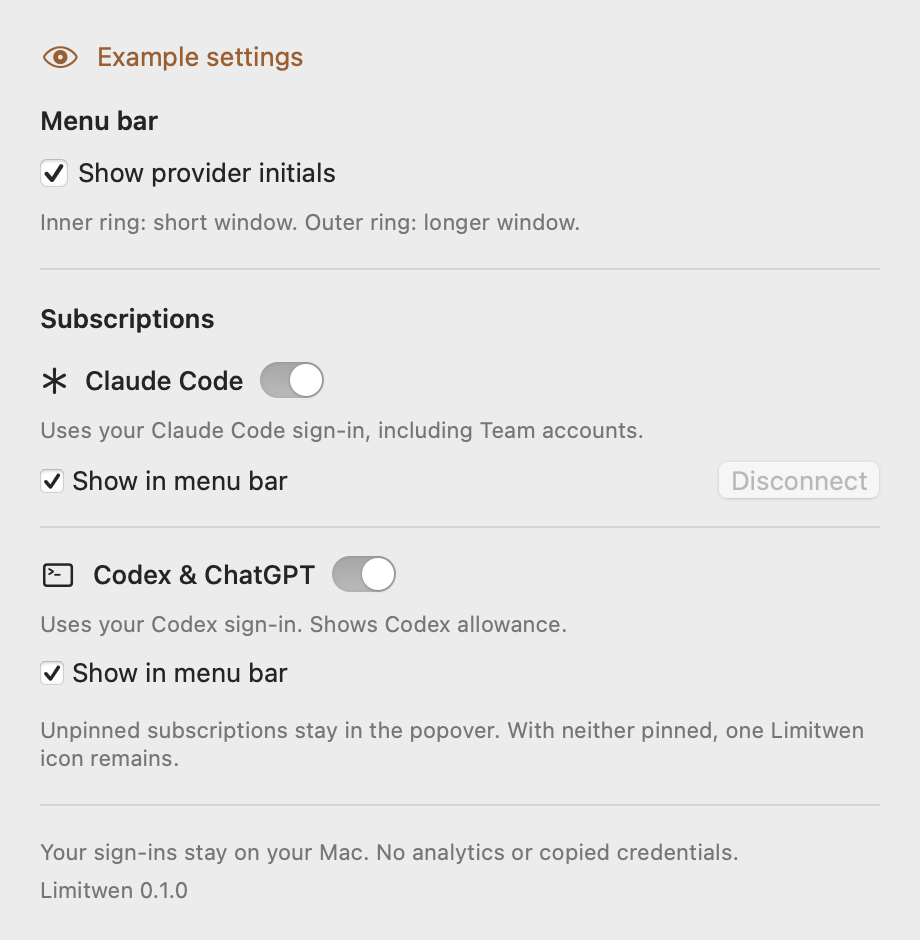 Example settings
Menu bar
Show provider initials
Inner ring: short window. Outer ring: longer window.
Subscriptions
Claude Code
Uses your Claude Code sign-in, including Team accounts.
Show in menu bar
Disconnect
Codex & ChatGPT
Uses your Codex sign-in. Shows Codex allowance.
Show in menu bar
Unpinned subscriptions stay in the popover. With neither pinned, one Limitwen
icon remains.
Your sign-ins stay on your Mac. No analytics or copied credentials.
Limitwen 0.1.0